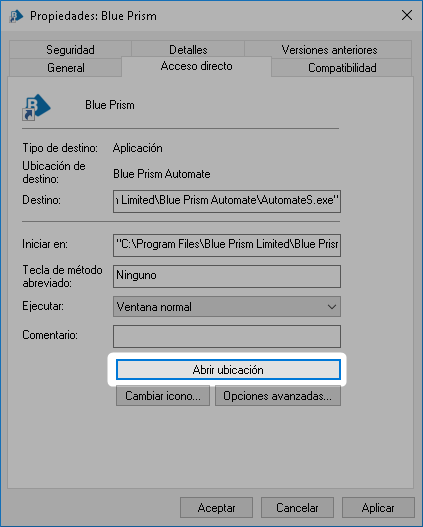 Propiedades: Blue Prism
Seguridad Detalles Versiones anteriores
General Acceso directo Compatibilidad
Blue Prism
Tipo de destino: Aplicación
Ubicación de destino: Blue Prism Automate
Destino: n Limited\Blue Prism Automate\AutomateS.exe"
Iniciar en: "C:\Program Files\Blue Prism Limited\Blue Prism
Tecla de método abreviado: Ninguno
Ejecutar: Ventana normal
Comentario:
Abrir ubicación
Cambiar icono... Opciones avanzadas...
Aceptar Cancelar Aplicar